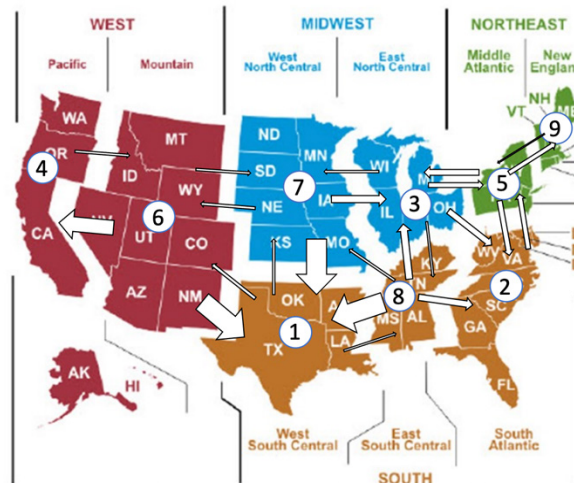 WEST
MIDWEST
NORTHEAST
Pacific
Mountain
West
North Central
East
North Central
Middle
Atlantic
New
England
WA
OR
MT
ID
WY
CA
UT
CO
AZ
NM
AK
HI
ND
SD
NE
KS
MN
IA
MO
WI
IL
OH
VT
NH
ME
OK
TX
LA
KY
TN
MS
AL
WV
VA
SC
GA
FL
4
6
7
3
5
9
1
8
2
West
South Central
East
South Central
South
Atlantic
SOUTH